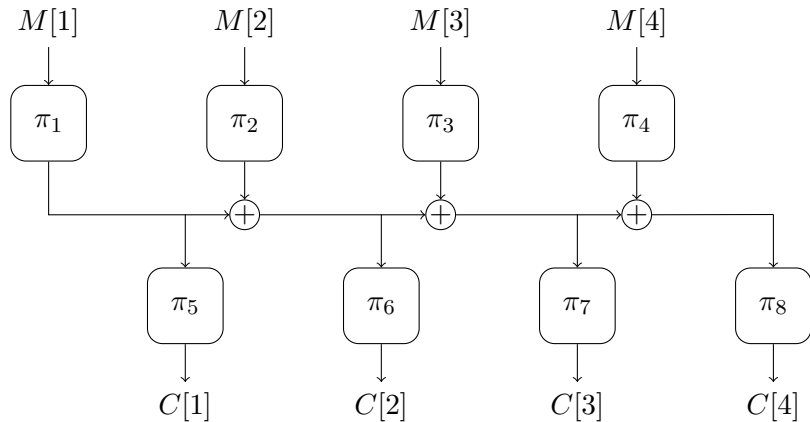 M[1] M[2] M[3] M[4]
π₁ π₂ π₃ π₄
+ + +
π₅ π₆ π₇ π₈
C[1] C[2] C[3] C[4]